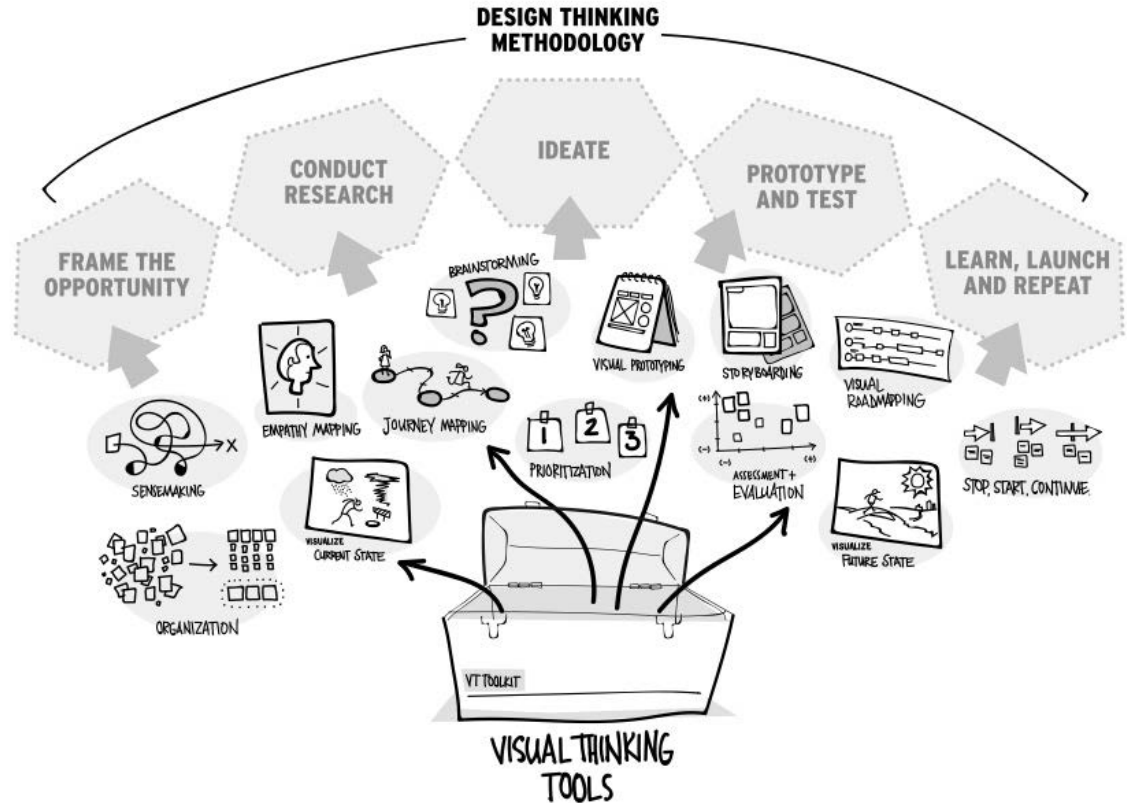 DESIGN THINKING
METHODOLOGY
FRAME THE
OPPORTUNITY
CONDUCT
RESEARCH
IDEATE
PROTOTYPE
AND TEST
LEARN, LAUNCH
AND REPEAT
BRAINSTORMING
EMPATHY MAPPING
JOURNEY MAPPING
VISUAL PROTOTYPING
STORYBOARDING
VISUAL
ROADMAPPING
SENSEMAKING
1
2
3
PRIORITIZATION
(+)
(-)
(-)
(+)
ASSESSMENT +
EVALUATION
STOP, START, CONTINUE.
VISUALIZE
CURRENT STATE
VISUALIZE
FUTURE STATE
ORGANIZATION
VT TOOLKIT
VISUAL THINKING
TOOLS